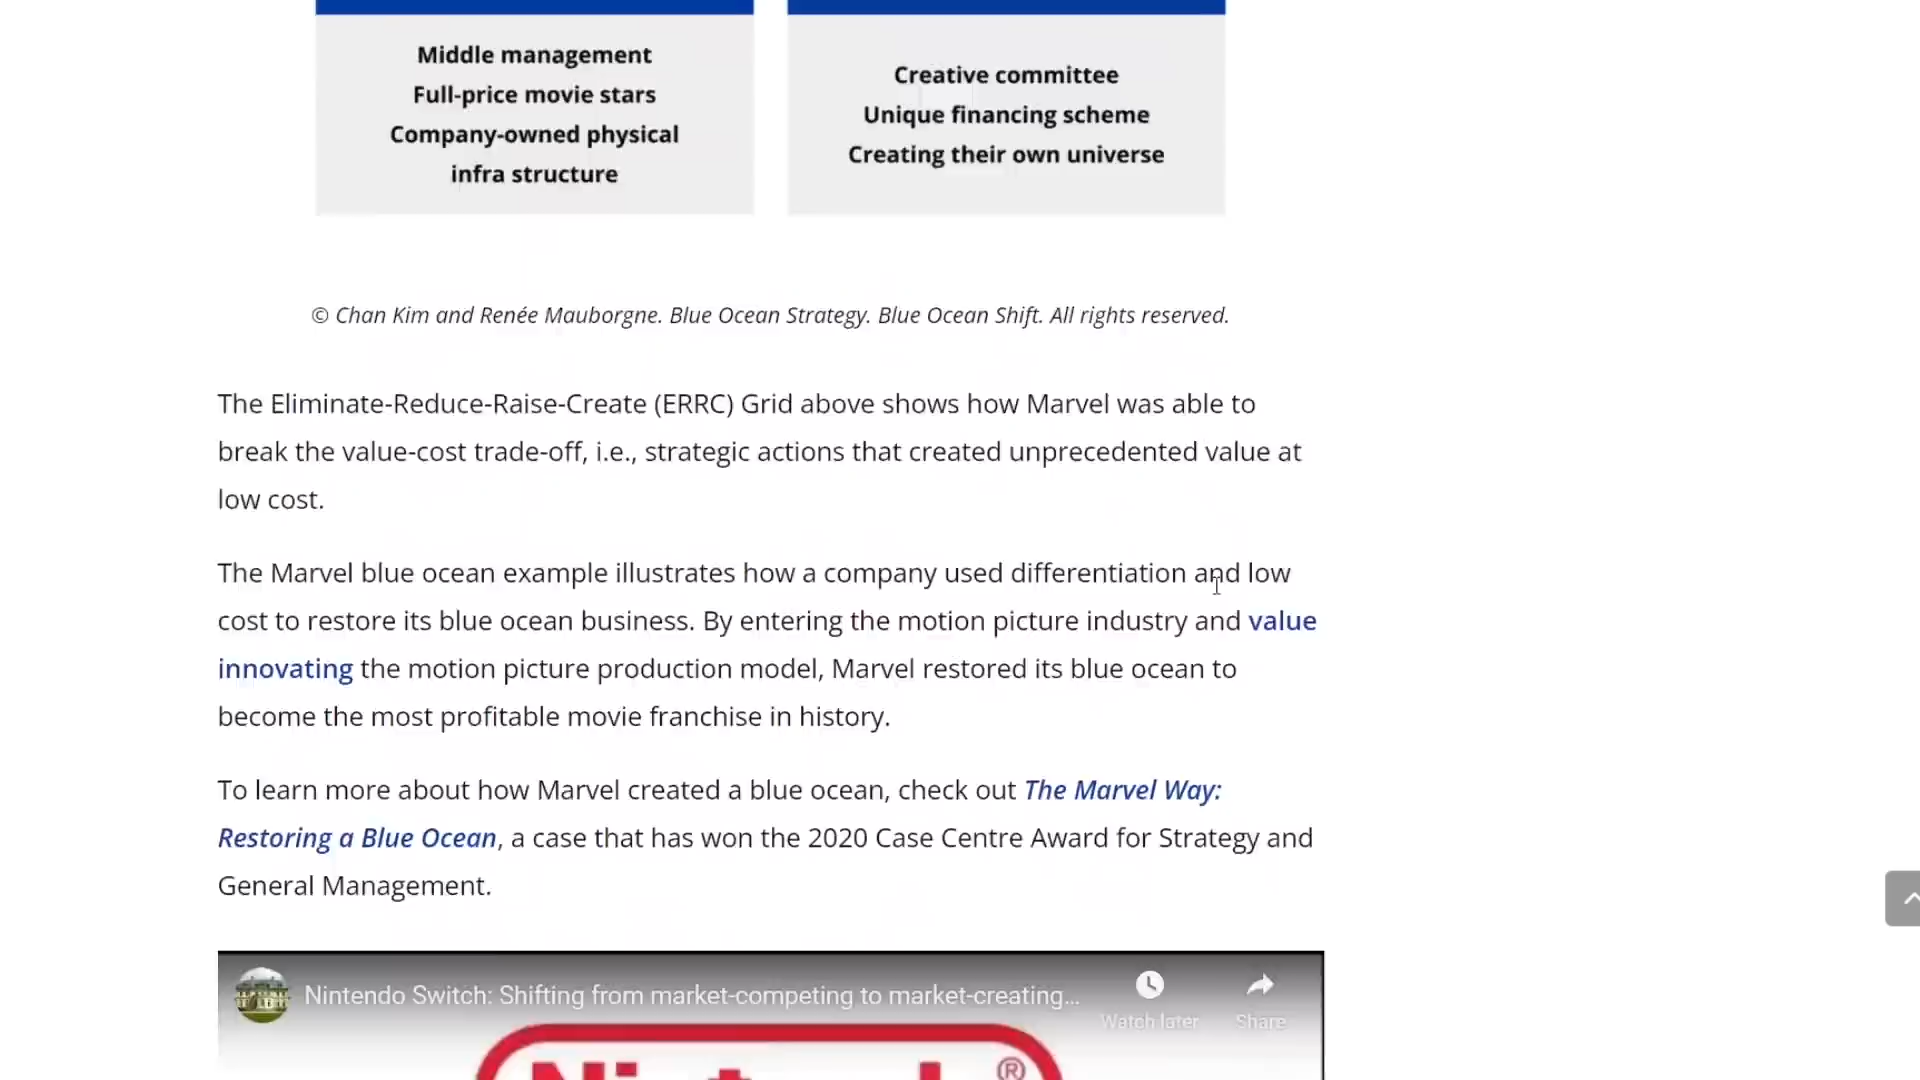 Middle management
Full-price movie stars
Company-owned physical
infra structure
Creative committee
Unique financing scheme
Creating their own universe
© Chan Kim and Renée Mauborgne. Blue Ocean Strategy. Blue Ocean Shift. All rights reserved.
The Eliminate-Reduce-Raise-Create (ERRC) Grid above shows how Marvel was able to
break the value-cost trade-off, i.e., strategic actions that created unprecedented value at
low cost.
The Marvel blue ocean example illustrates how a company used differentiation and low
cost to restore its blue ocean business. By entering the motion picture industry and value
innovating the motion picture production model, Marvel restored its blue ocean to
become the most profitable movie franchise in history.
To learn more about how Marvel created a blue ocean, check out The Marvel Way:
Restoring a Blue Ocean, a case that has won the 2020 Case Centre Award for Strategy and
General Management.
Nintendo Switch: Shifting from market-competing to market-creating...
Watch later
Share
®